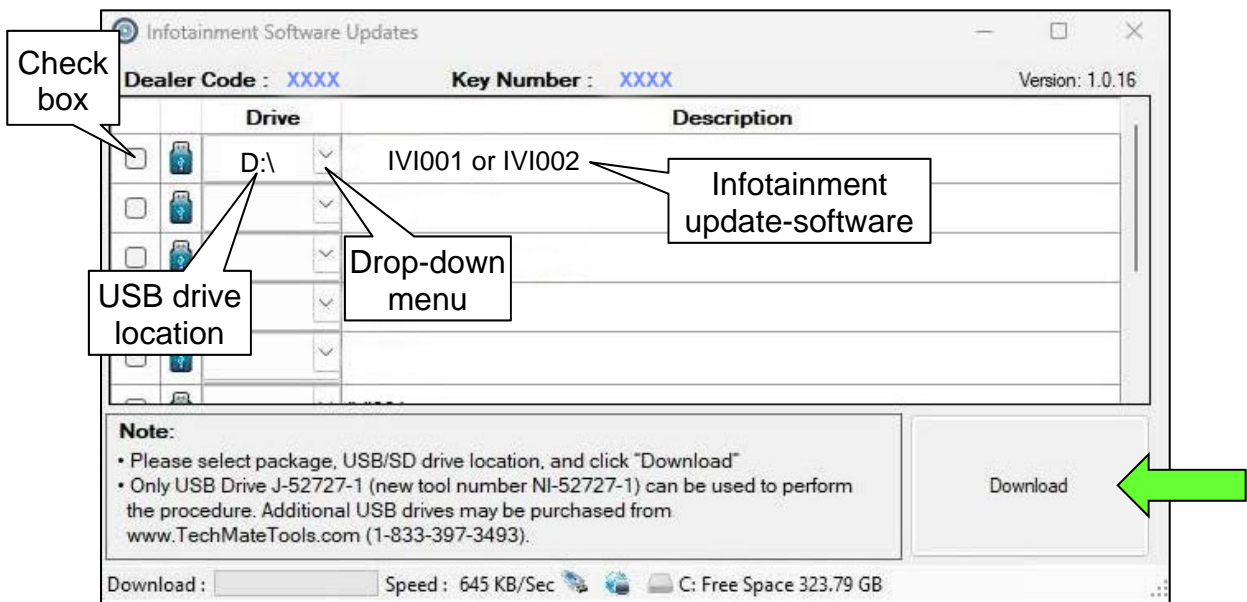 Infotainment Software Updates
Check
box
Dealer Code : XXXX Key Number : XXXX Version: 1.0.16
Drive Description
D:\ IVI001 or IVI002
Infotainment
update-software
Drop-down
menu
USB drive
location
Note:
• Please select package, USB/SD drive location, and click "Download"
• Only USB Drive J-52727-1 (new tool number NI-52727-1) can be used to perform
the procedure. Additional USB drives may be purchased from
www.TechMateTools.com (1-833-397-3493).
Download
Download : Speed : 645 KB/Sec C: Free Space 323.79 GB